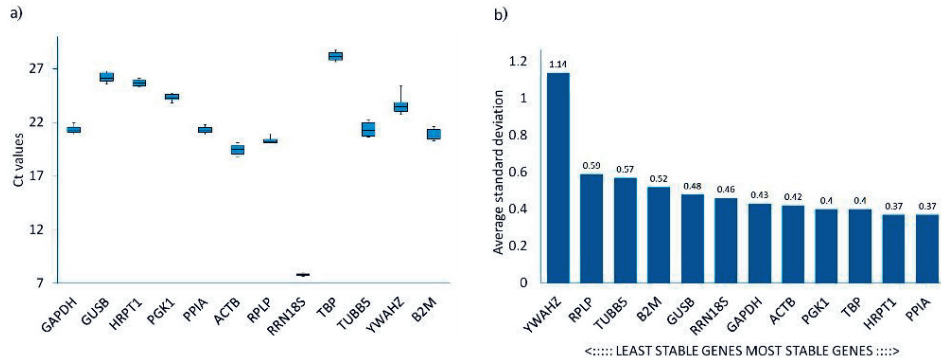 a)
Ct values
27
22
17
12
7
GAPDH
GUSB
HRPT1
PGK1
PPIA
ACTB
RPLP
RRN18S
TBP
TUBB5
YWAHZ
B2M
b)
Average standard deviation
1.2
1
0.8
0.6
0.4
0.2
0
1.14
0.59
0.57
0.52
0.48
0.46
0.43
0.42
0.4
0.4
0.37
0.37
YWAHZ
RPLP
TUBB5
B2M
GUSB
RRN18S
GAPDH
ACTB
PGK1
TBP
HRPT1
PPIA
<::::: LEAST STABLE GENES MOST STABLE GENES ::::>